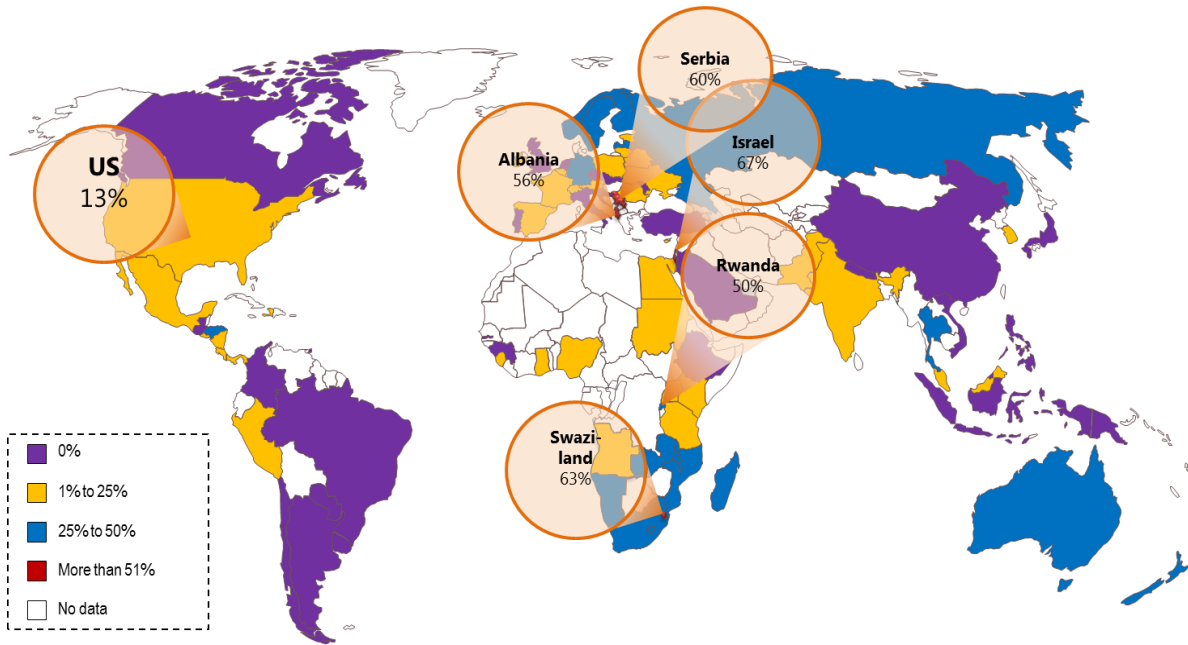 Serbia
60%
Israel
67%
Albania
56%
US
13%
Rwanda
50%
Swazi-
land
63%
0%
1% to 25%
25% to 50%
More than 51%
No data